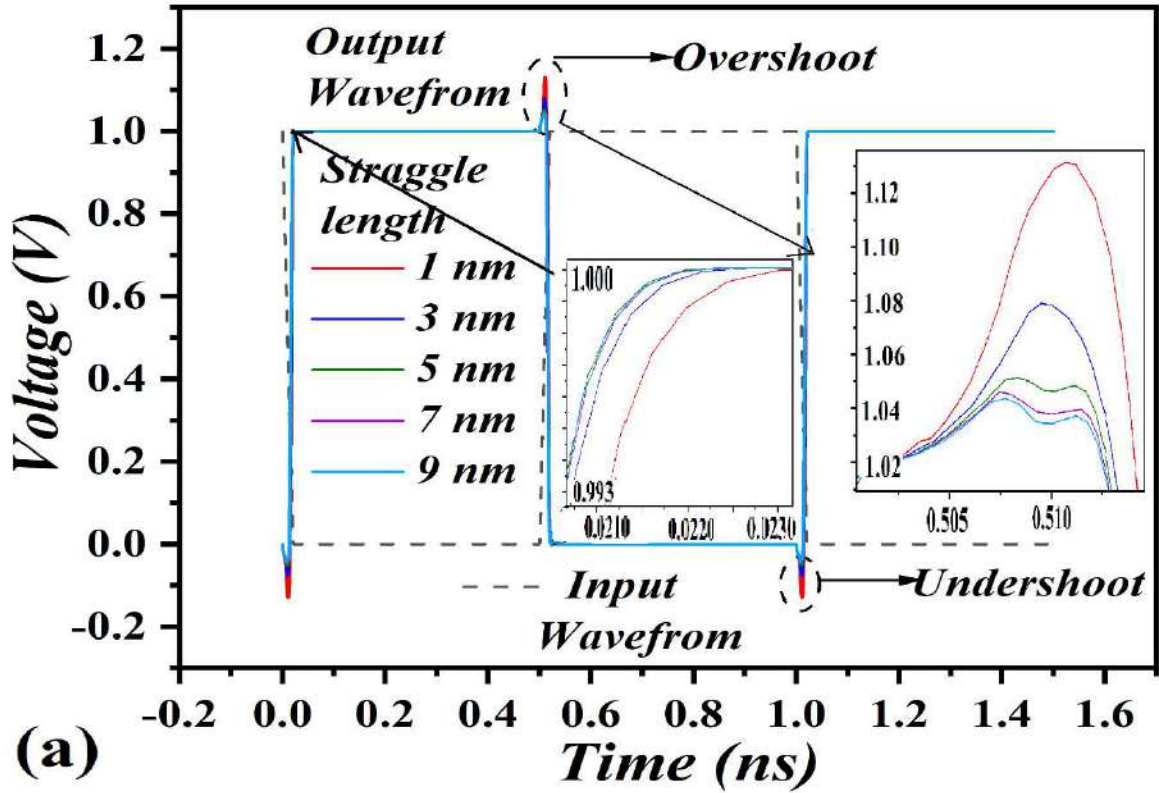 Output
Wavefrom
Overshoot
Straggle
length
1 nm
3 nm
5 nm
7 nm
9 nm
Input
Wavefrom
Undershoot
Voltage (V)
1.2
1.0
0.8
0.6
0.4
0.2
0.0
-0.2
-0.2 0.0 0.2 0.4 0.6 0.8 1.0 1.2 1.4 1.6
Time (ns)
(a)
1.000
0.993
0.0210 0.0220 0.0230
1.12
1.10
1.08
1.06
1.04
1.02
0.505 0.510